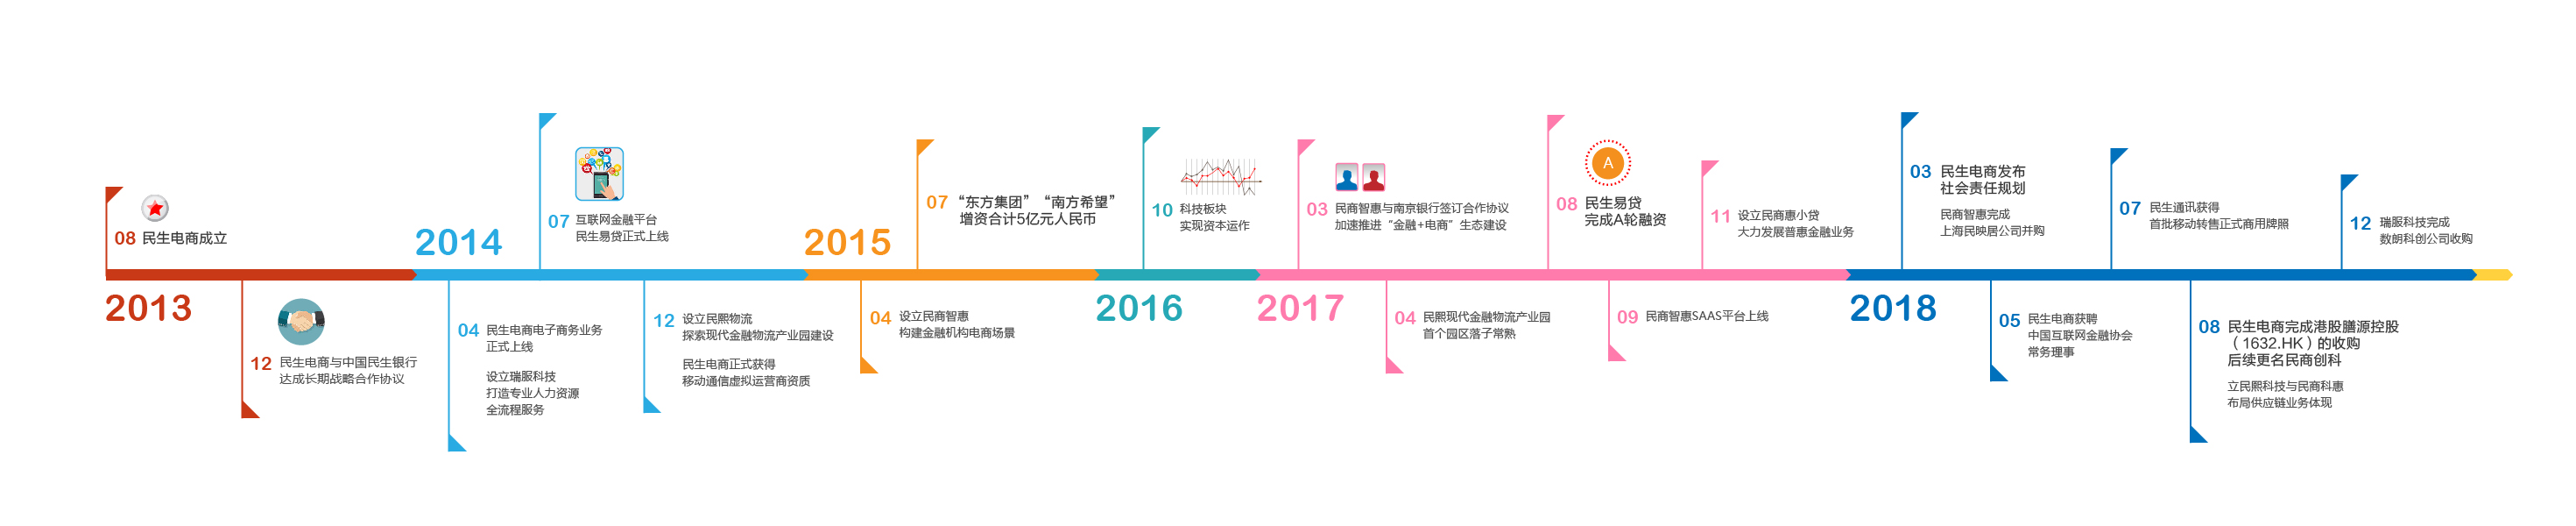 2013
08 民生电商成立
12 民生电商与中国民生银行
达成长期战略合作协议
2014
04 民生电商电子商务业务
正式上线
设立瑞服科技
打造专业人力资源
全流程服务
07 互联网金融平台
民生易贷正式上线
12 设立民熙物流
探索现代金融物流产业园建设
民生电商正式获得
移动通信虚拟运营商资质
2015
04 设立民商智惠
构建金融机构电商场景
07 “东方集团” “南方希望”
增资合计5亿元人民币
2016
10 科技板块
实现资本运作
2017
03 民商智惠与南京银行签订合作协议
加速推进“金融+电商”生态建设
04 民熙现代金融物流产业园
首个园区落子常熟
A
08 民生易贷
完成A轮融资
09 民商智惠SAAS平台上线
11 设立民商惠小贷
大力发展普惠金融业务
2018
03 民生电商发布
社会责任规划
民商智惠完成
上海民映居公司并购
05 民生电商获聘
中国互联网金融协会
常务理事
07 民生通讯获得
首批移动转售正式商用牌照
08 民生电商完成港股膳源控股
（1632.HK）的收购
后续更名民商创科
立民熙科技与民商科惠
布局供应链业务体现
12 瑞服科技完成
数朗科创公司收购